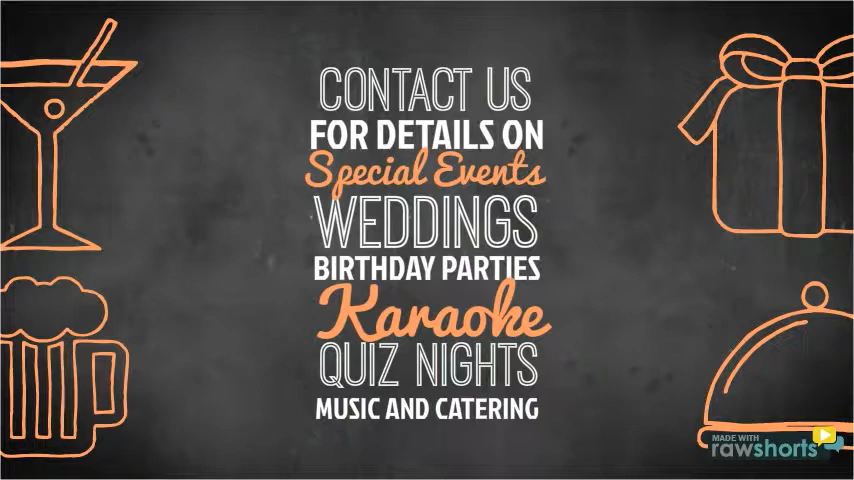 CONTACT US
FOR DETAILS ON
Special Events
WEDDINGS
BIRTHDAY PARTIES
Karaoke
QUIZ NIGHTS
MUSIC AND CATERING
MADE WITH
rawshorts